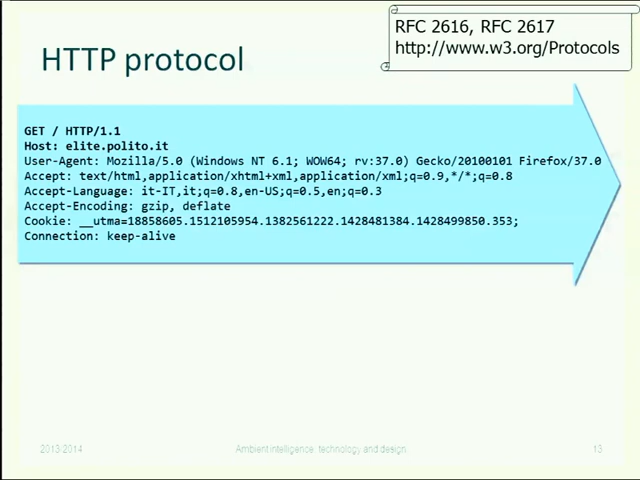 RFC 2616, RFC 2617
http://www.w3.org/Protocols
HTTP protocol
GET / HTTP/1.1
Host: elite.polito.it
User-Agent: Mozilla/5.0 (Windows NT 6.1; WOW64; rv:37.0) Gecko/20100101 Firefox/37.0
Accept: text/html,application/xhtml+xml,application/xml;q=0.9,*/*;q=0.8
Accept-Language: it-IT,it;q=0.8,en-US;q=0.5,en;q=0.3
Accept-Encoding: gzip, deflate
Cookie: __utma=18858605.1512105954.1382561222.1428481384.1428499850.353;
Connection: keep-alive
2013/2014
Ambient intelligence: technology and design
13